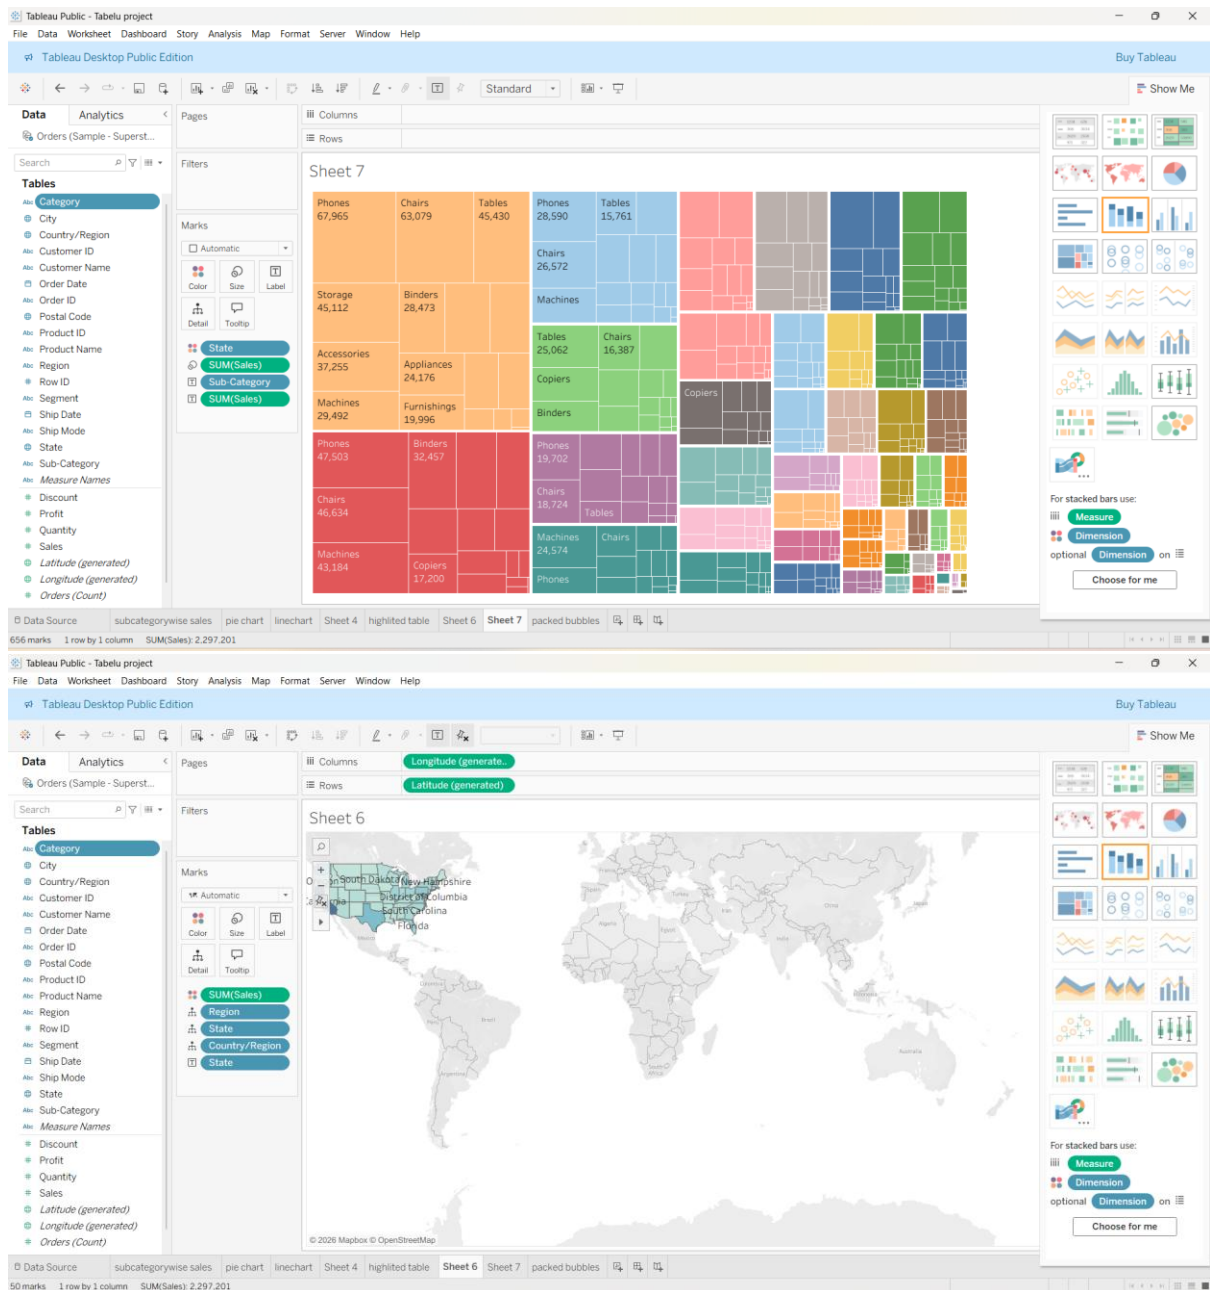 Tableau Public - Tabelu project
File Data Worksheet Dashboard Story Analysis Map Format Server Window Help
Tableau Desktop Public Edition Buy Tableau
Standard Show Me
Data Analytics Pages Columns
Orders (Sample - Superst... Rows
Search Filters Sheet 7
Tables
Category
City
Country/Region
Customer ID
Customer Name
Order Date
Order ID
Postal Code
Product ID
Product Name
Region
Row ID
Segment
Ship Date
Ship Mode
State
Sub-Category
Measure Names
Discount
Profit
Quantity
Sales
Latitude (generated)
Longitude (generated)
Orders (Count)
Marks
Automatic
Color Size Label
Detail Tooltip
State
SUM(Sales)
Sub-Category
SUM(Sales)
Phones
67,965
Chairs
63,079
Tables
45,430
Storage
45,112
Binders
28,473
Accessories
37,255
Appliances
24,176
Machines
29,492
Furnishings
19,996
Phones
28,590
Tables
15,761
Chairs
26,572
Machines
Tables
25,062
Chairs
16,387
Copiers
Binders
Copiers
Phones
47,503
Binders
32,457
Chairs
46,634
Machines
43,184
Copiers
17,200
Phones
19,702
Chairs
18,724
Tables
Machines
24,574
Chairs
Phones
For stacked bars use:
Measure
Dimension
optional Dimension on
Choose for me
Data Source subcategorywise sales pie chart linechart Sheet 4 highlited table Sheet 6 Sheet 7 packed bubbles
656 marks 1 row by 1 column SUM(Sales): 2,297,201
Tableau Public - Tabelu project
File Data Worksheet Dashboard Story Analysis Map Format Server Window Help
Tableau Desktop Public Edition Buy Tableau
Show Me
Data Analytics Pages Columns Longitude (generate..
Orders (Sample - Superst... Rows Latitude (generated)
Search Filters Sheet 6
Tables
Category
City
Country/Region
Customer ID
Customer Name
Order Date
Order ID
Postal Code
Product ID
Product Name
Region
Row ID
Segment
Ship Date
Ship Mode
State
Sub-Category
Measure Names
Discount
Profit
Quantity
Sales
Latitude (generated)
Longitude (generated)
Orders (Count)
Marks
Automatic
Color Size Label
Detail Tooltip
SUM(Sales)
Region
State
Country/Region
State
South Dakota New Hampshire
District of Columbia
South Carolina
Florida
Mexico
Brazil
Argentina
Algeria
Egypt
Turkey
Iran
India
China
South Africa
Australia
© 2026 Mapbox © OpenStreetMap
For stacked bars use:
Measure
Dimension
optional Dimension on
Choose for me
Data Source subcategorywise sales pie chart linechart Sheet 4 highlited table Sheet 6 Sheet 7 packed bubbles
50 marks 1 row by 1 column SUM(Sales): 2,297,201